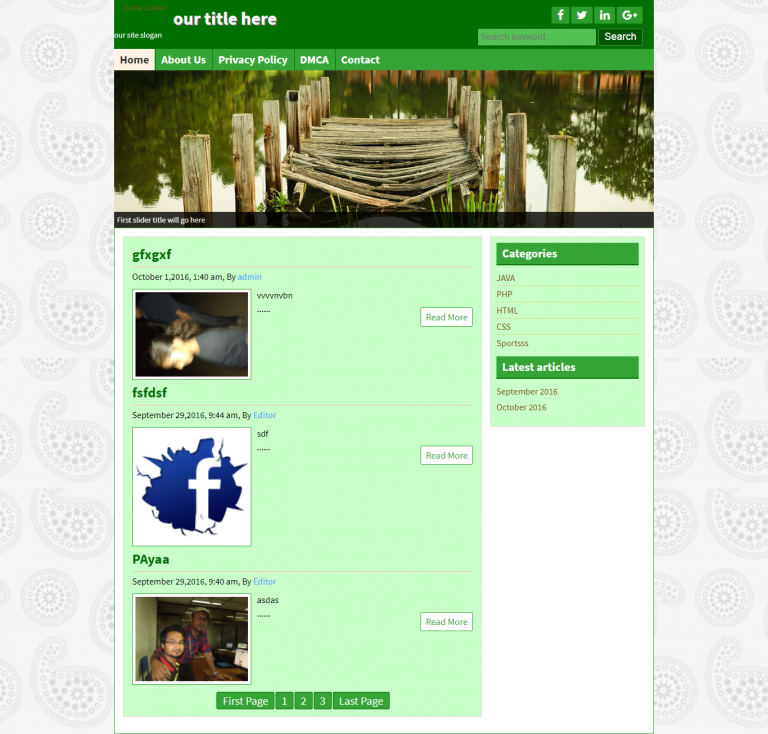 SITE LOGO
our title here
our site slogan
Search keyword.. Search
Home About Us Privacy Policy DMCA Contact
First slider title will go here
gfxgxf
October 1,2016, 1:40 am, By admin
vvvvnvbn
......
Read More
fsfdsf
September 29,2016, 9:44 am, By Editor
sdf
......
Read More
PAyaa
September 29,2016, 9:40 am, By Editor
asdas
......
Read More
First Page 1 2 3 Last Page
Categories
JAVA
PHP
HTML
CSS
Sportsss
Latest articles
September 2016
October 2016